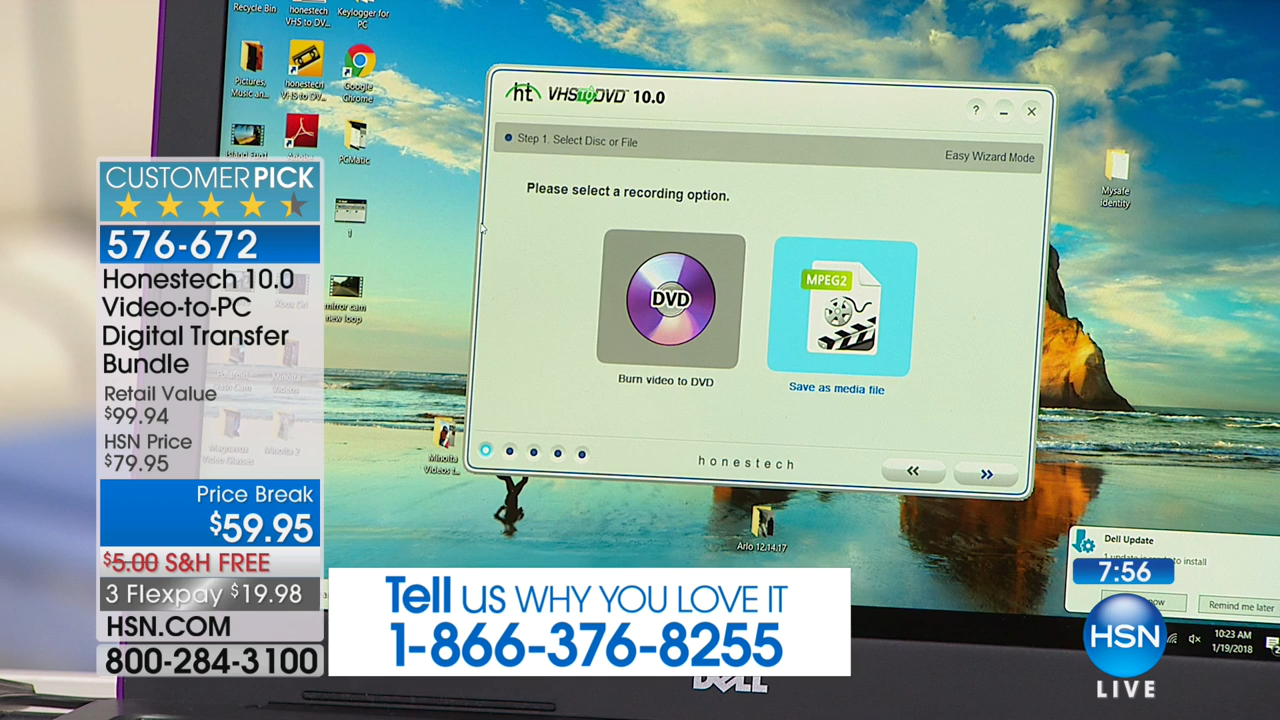 Recycle Bin
honestech
VHS to DV...
Keylogger for
PC
Pictures,
Music an...
honestech
VHS to DV...
Google
Chrome
PCMatic
1
mirror cam
new loop
Mysafe
identity
Minolta
Videos t...
Arlo 12.14.17
ht VHS to DVD 10.0
? – ×
Step 1. Select Disc or File
Easy Wizard Mode
Please select a recording option.
DVD
MPEG2
Burn video to DVD
Save as media file
honestech
Dell Update
Remind me later
10:23 AM
1/19/2018
DELL
CUSTOMER PICK
576-672
Honestech 10.0
Video-to-PC
Digital Transfer
Bundle
Retail Value
$99.94
HSN Price
$79.95
Price Break
$59.95
$5.00 S&H FREE
3 Flexpay $19.98
HSN.COM
800-284-3100
Tell us WHY YOU LOVE IT
1-866-376-8255
7:56
HSN
LIVE